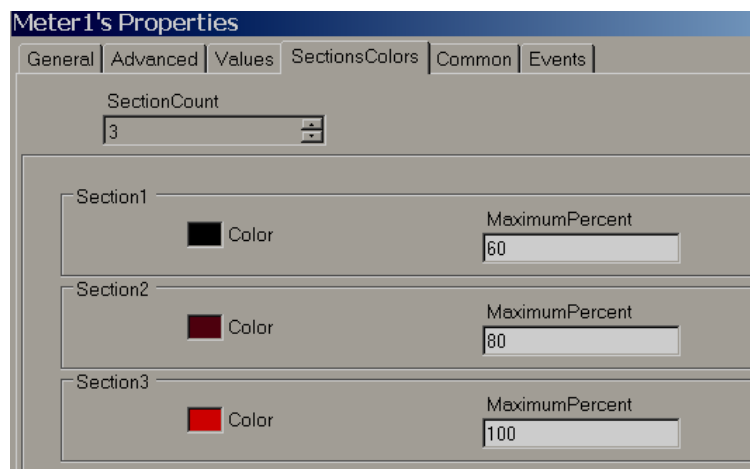 Meter1's Properties
General Advanced Values SectionsColors Common Events
SectionCount
3
Section1
Color
MaximumPercent
60
Section2
Color
MaximumPercent
80
Section3
Color
MaximumPercent
100